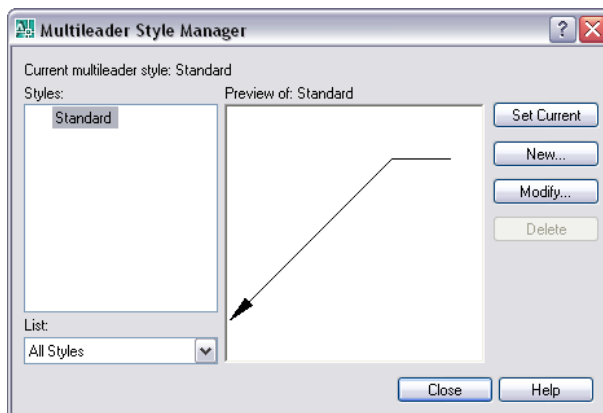 Multileader Style Manager
Current multileader style: Standard
Styles:
Preview of: Standard
Standard
Set Current
New...
Modify...
Delete
List:
All Styles
Close
Help